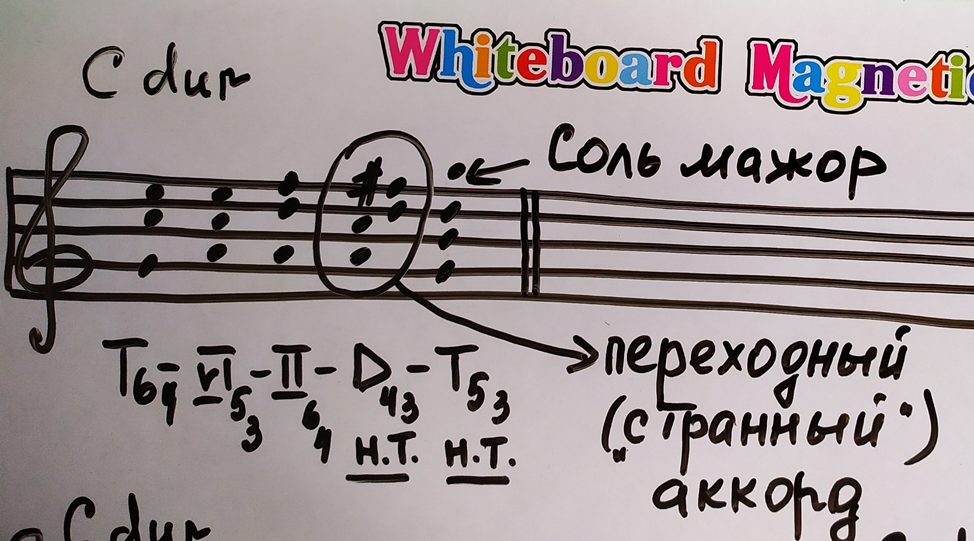 Whiteboard Magnetic
C dur
Соль мажор
T64 - VI53 - II64 - D43 - T53
н.т. н.т.
переходный
("странный")
аккорд
C dur